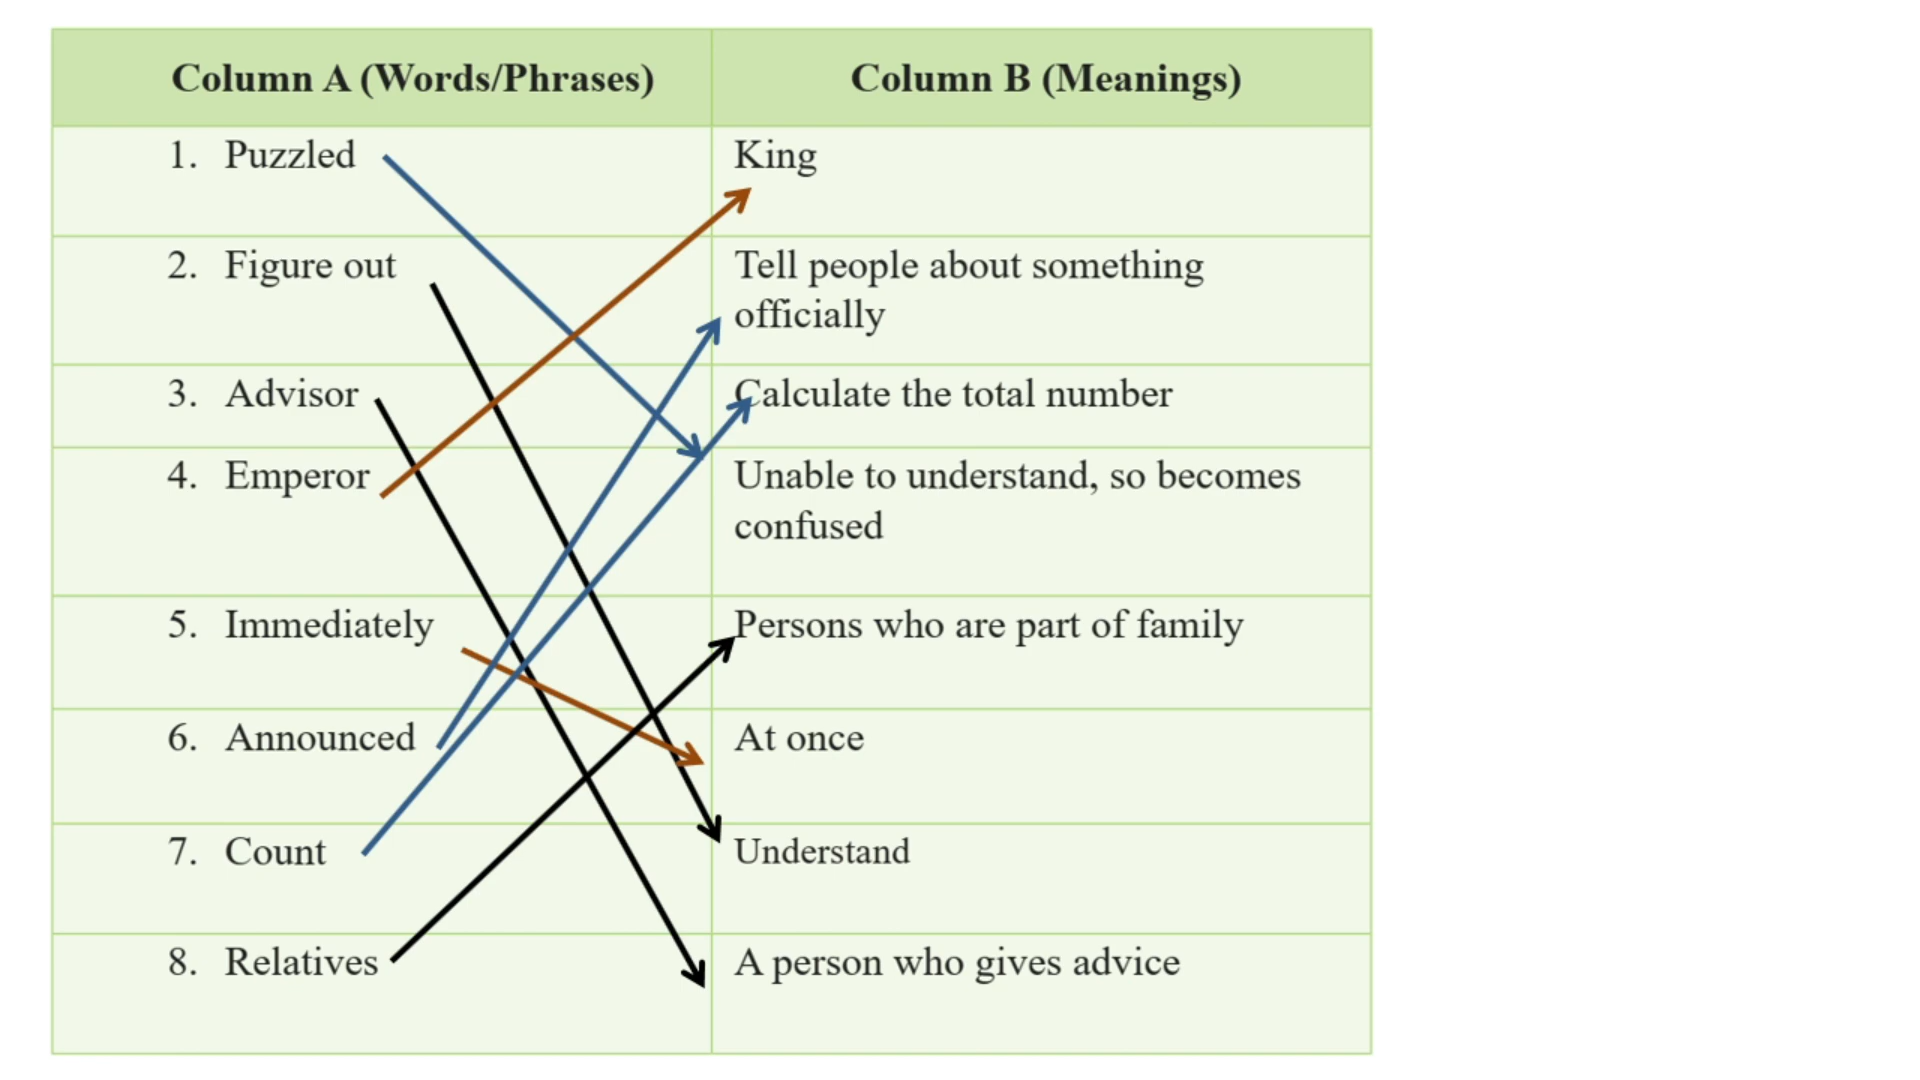 Column A (Words/Phrases) Column B (Meanings)
1. Puzzled King
2. Figure out Tell people about something
officially
3. Advisor Calculate the total number
4. Emperor Unable to understand, so becomes
confused
5. Immediately Persons who are part of family
6. Announced At once
7. Count Understand
8. Relatives A person who gives advice